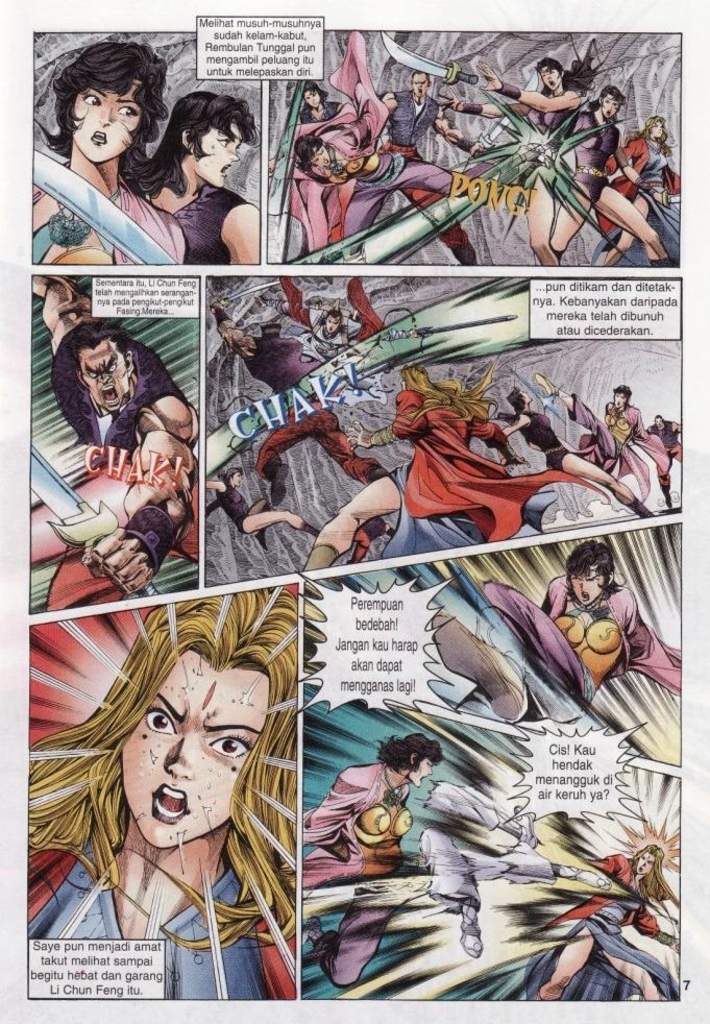 Melihat musuh-musuhnya
sudah kelam-kabut,
Rembulan Tunggal pun
mengambil peluang itu
untuk melepaskan diri.
PONG!
Sementara itu, Li Chun Feng
telah mengalihkan serangan-
nya pada pengikut-pengikut
Fasing.Mereka...
CHAK!
CHAK!
...pun ditikam dan ditetak-
nya. Kebanyakan daripada
mereka telah dibunuh
atau dicederakan.
Perempuan
bedebah!
Jangan kau harap
akan dapat
mengganas lagi!
Cis! Kau
hendak
menangguk di
air keruh ya?
Saye pun menjadi amat
takut melihat sampai
begitu hebat dan garang
Li Chun Feng itu.
7